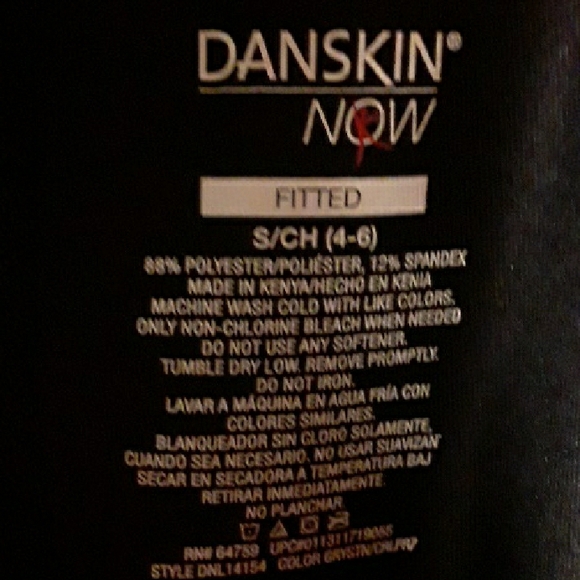 DANSKIN®
NOW
FITTED
S/CH (4-6)
88% POLYESTER/POLIÉSTER, 12% SPANDEX
MADE IN KENYA/HECHO EN KENIA
MACHINE WASH COLD WITH LIKE COLORS.
ONLY NON-CHLORINE BLEACH WHEN NEEDED
DO NOT USE ANY SOFTENER.
TUMBLE DRY LOW. REMOVE PROMPTLY.
DO NOT IRON.
LAVAR A MÁQUINA EN AGUA FRÍA CON
COLORES SIMILARES.
BLANQUEADOR SIN CLORO SOLAMENTE,
CUANDO SEA NECESARIO. NO USAR SUAVIZAN
SECAR EN SECADORA A TEMPERATURA BAJ
RETIRAR INMEDIATAMENTE.
NO PLANCHAR
RN# 64759 UPC#011311719055
STYLE DNL14154 COLOR